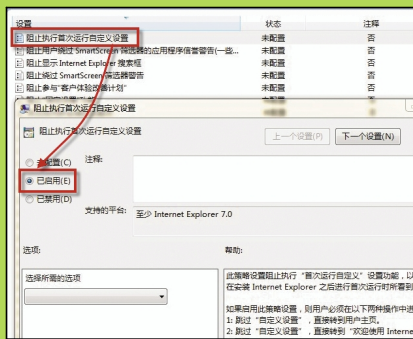 设置 状态 注释
阻止执行首次运行自定义设置 未配置 否
阻止用户绕过 SmartScreen 筛选器的应用程序信誉警告(一些... 未配置 否
阻止显示 Internet Explorer 搜索框 未配置 否
阻止绕过 SmartScreen 筛选器警告 未配置 否
阻止参与"客户体验改善计划" 未配置 否
阻止执行首次运行自定义设置
阻止执行首次运行自定义设置 上一个设置(P) 下一个设置(N)
未配置(C) 注释:
已启用(E)
已禁用(D)
支持的平台: 至少 Internet Explorer 7.0
选项: 帮助:
选择所需的选项
此策略设置阻止执行"首次运行自定义"设置功能,以
在安装 Internet Explorer 之后进行首次运行时所看到
如果启用此策略设置,则用户必须在以下两种操作中进
1: 跳过"自定义设置",直接转到用户主页。
2: 跳过"自定义设置",直接转到"欢迎使用 Interne